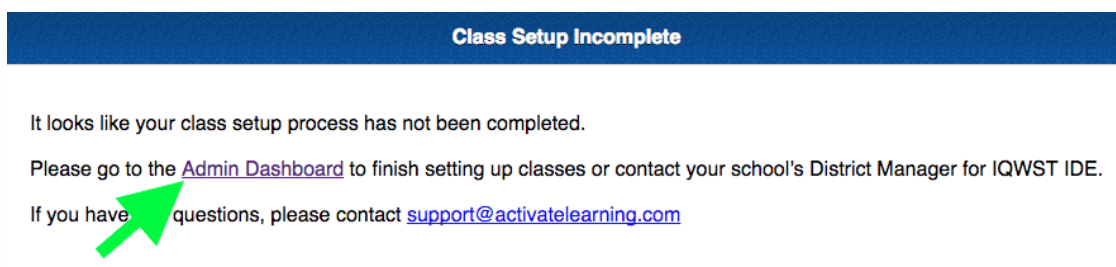 Class Setup Incomplete
It looks like your class setup process has not been completed.
Please go to the Admin Dashboard to finish setting up classes or contact your school's District Manager for IQWST IDE.
If you have questions, please contact support@activatelearning.com